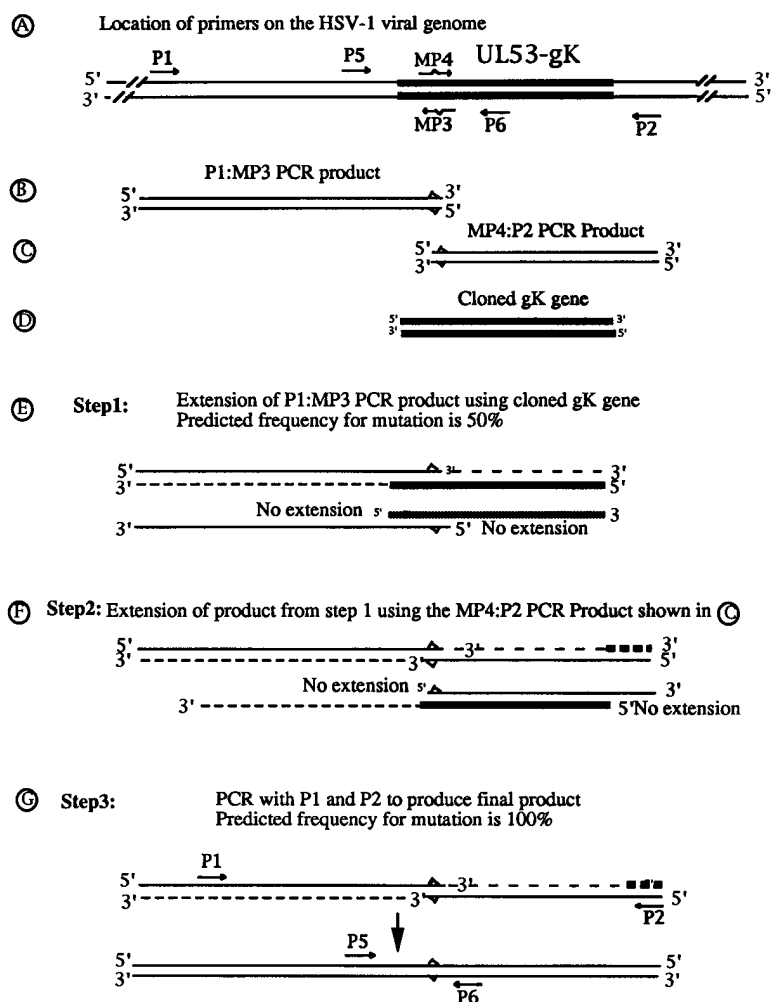 A Location of primers on the HSV-1 viral genome
P1 P5 MP4 UL53-gK
5' 3'
3' 5'
MP3 P6 P2
P1:MP3 PCR product
B 5' 3'
3' 5'
MP4:P2 PCR Product
C 5' 3'
3' 5'
Cloned gK gene
D 5' 3'
3' 5'
E Step1: Extension of P1:MP3 PCR product using cloned gK gene
Predicted frequency for mutation is 50%
5' 3' 3'
3' 5'
No extension 5' 3
3' 5' No extension
F Step2: Extension of product from step 1 using the MP4:P2 PCR Product shown in C
5' 3' 3'
3' 3' 5'
No extension 5' 3'
3' 5' No extension
G Step3: PCR with P1 and P2 to produce final product
Predicted frequency for mutation is 100%
P1
5' 3'
3' 3' 5'
P2
P5
5' 3'
3' 5'
P6